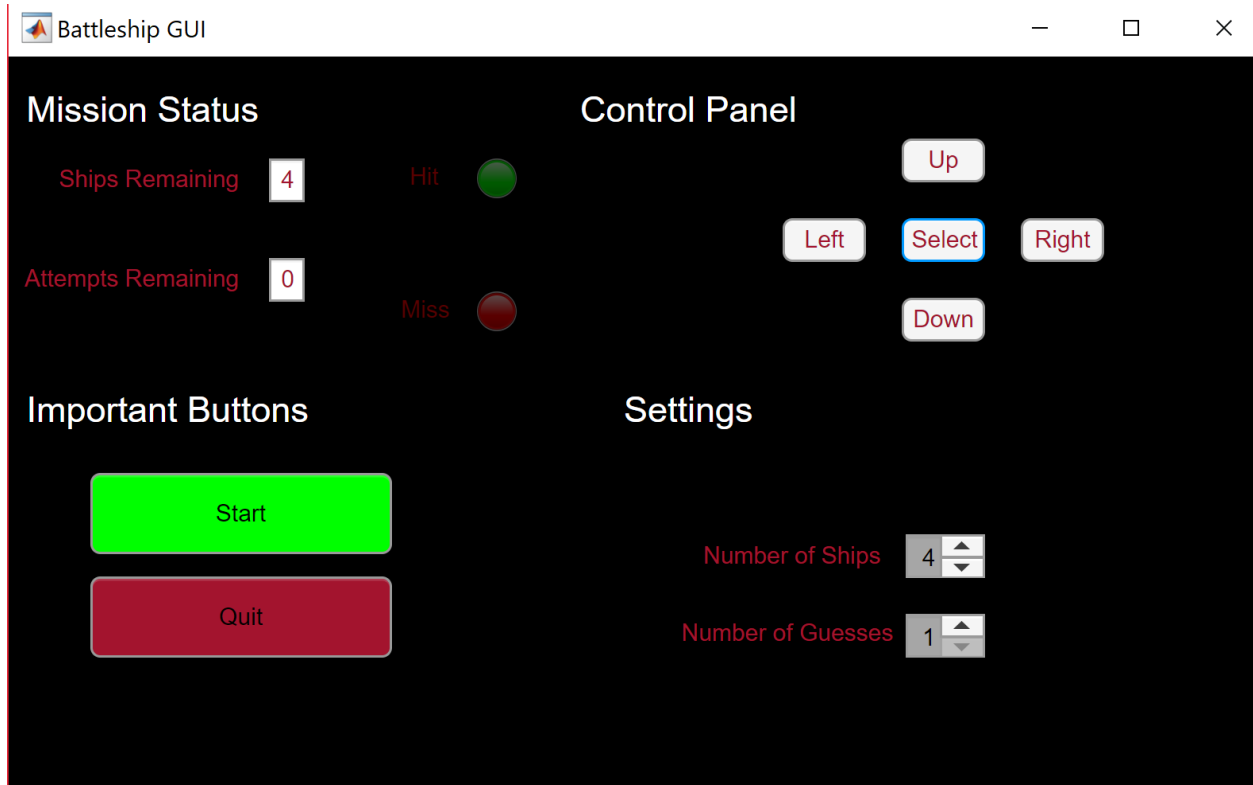 Battleship GUI
Mission Status
Ships Remaining 4
Hit
Attempts Remaining 0
Miss
Control Panel
Up
Left Select Right
Down
Important Buttons
Start
Quit
Settings
Number of Ships 4
Number of Guesses 1